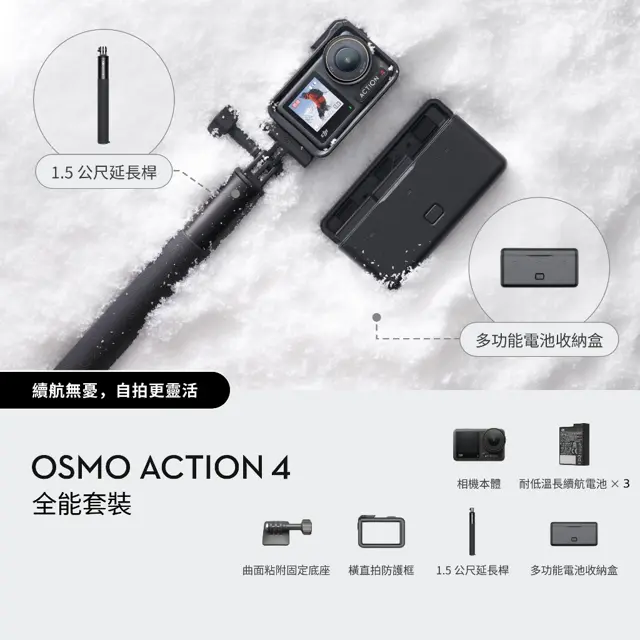 ACTION 4
dji
1.5 公尺延長桿
多功能電池收納盒
續航無憂，自拍更靈活
OSMO ACTION 4
全能套裝
相機本體
耐低溫長續航電池 × 3
曲面粘附固定底座
橫直拍防護框
1.5 公尺延長桿
多功能電池收納盒